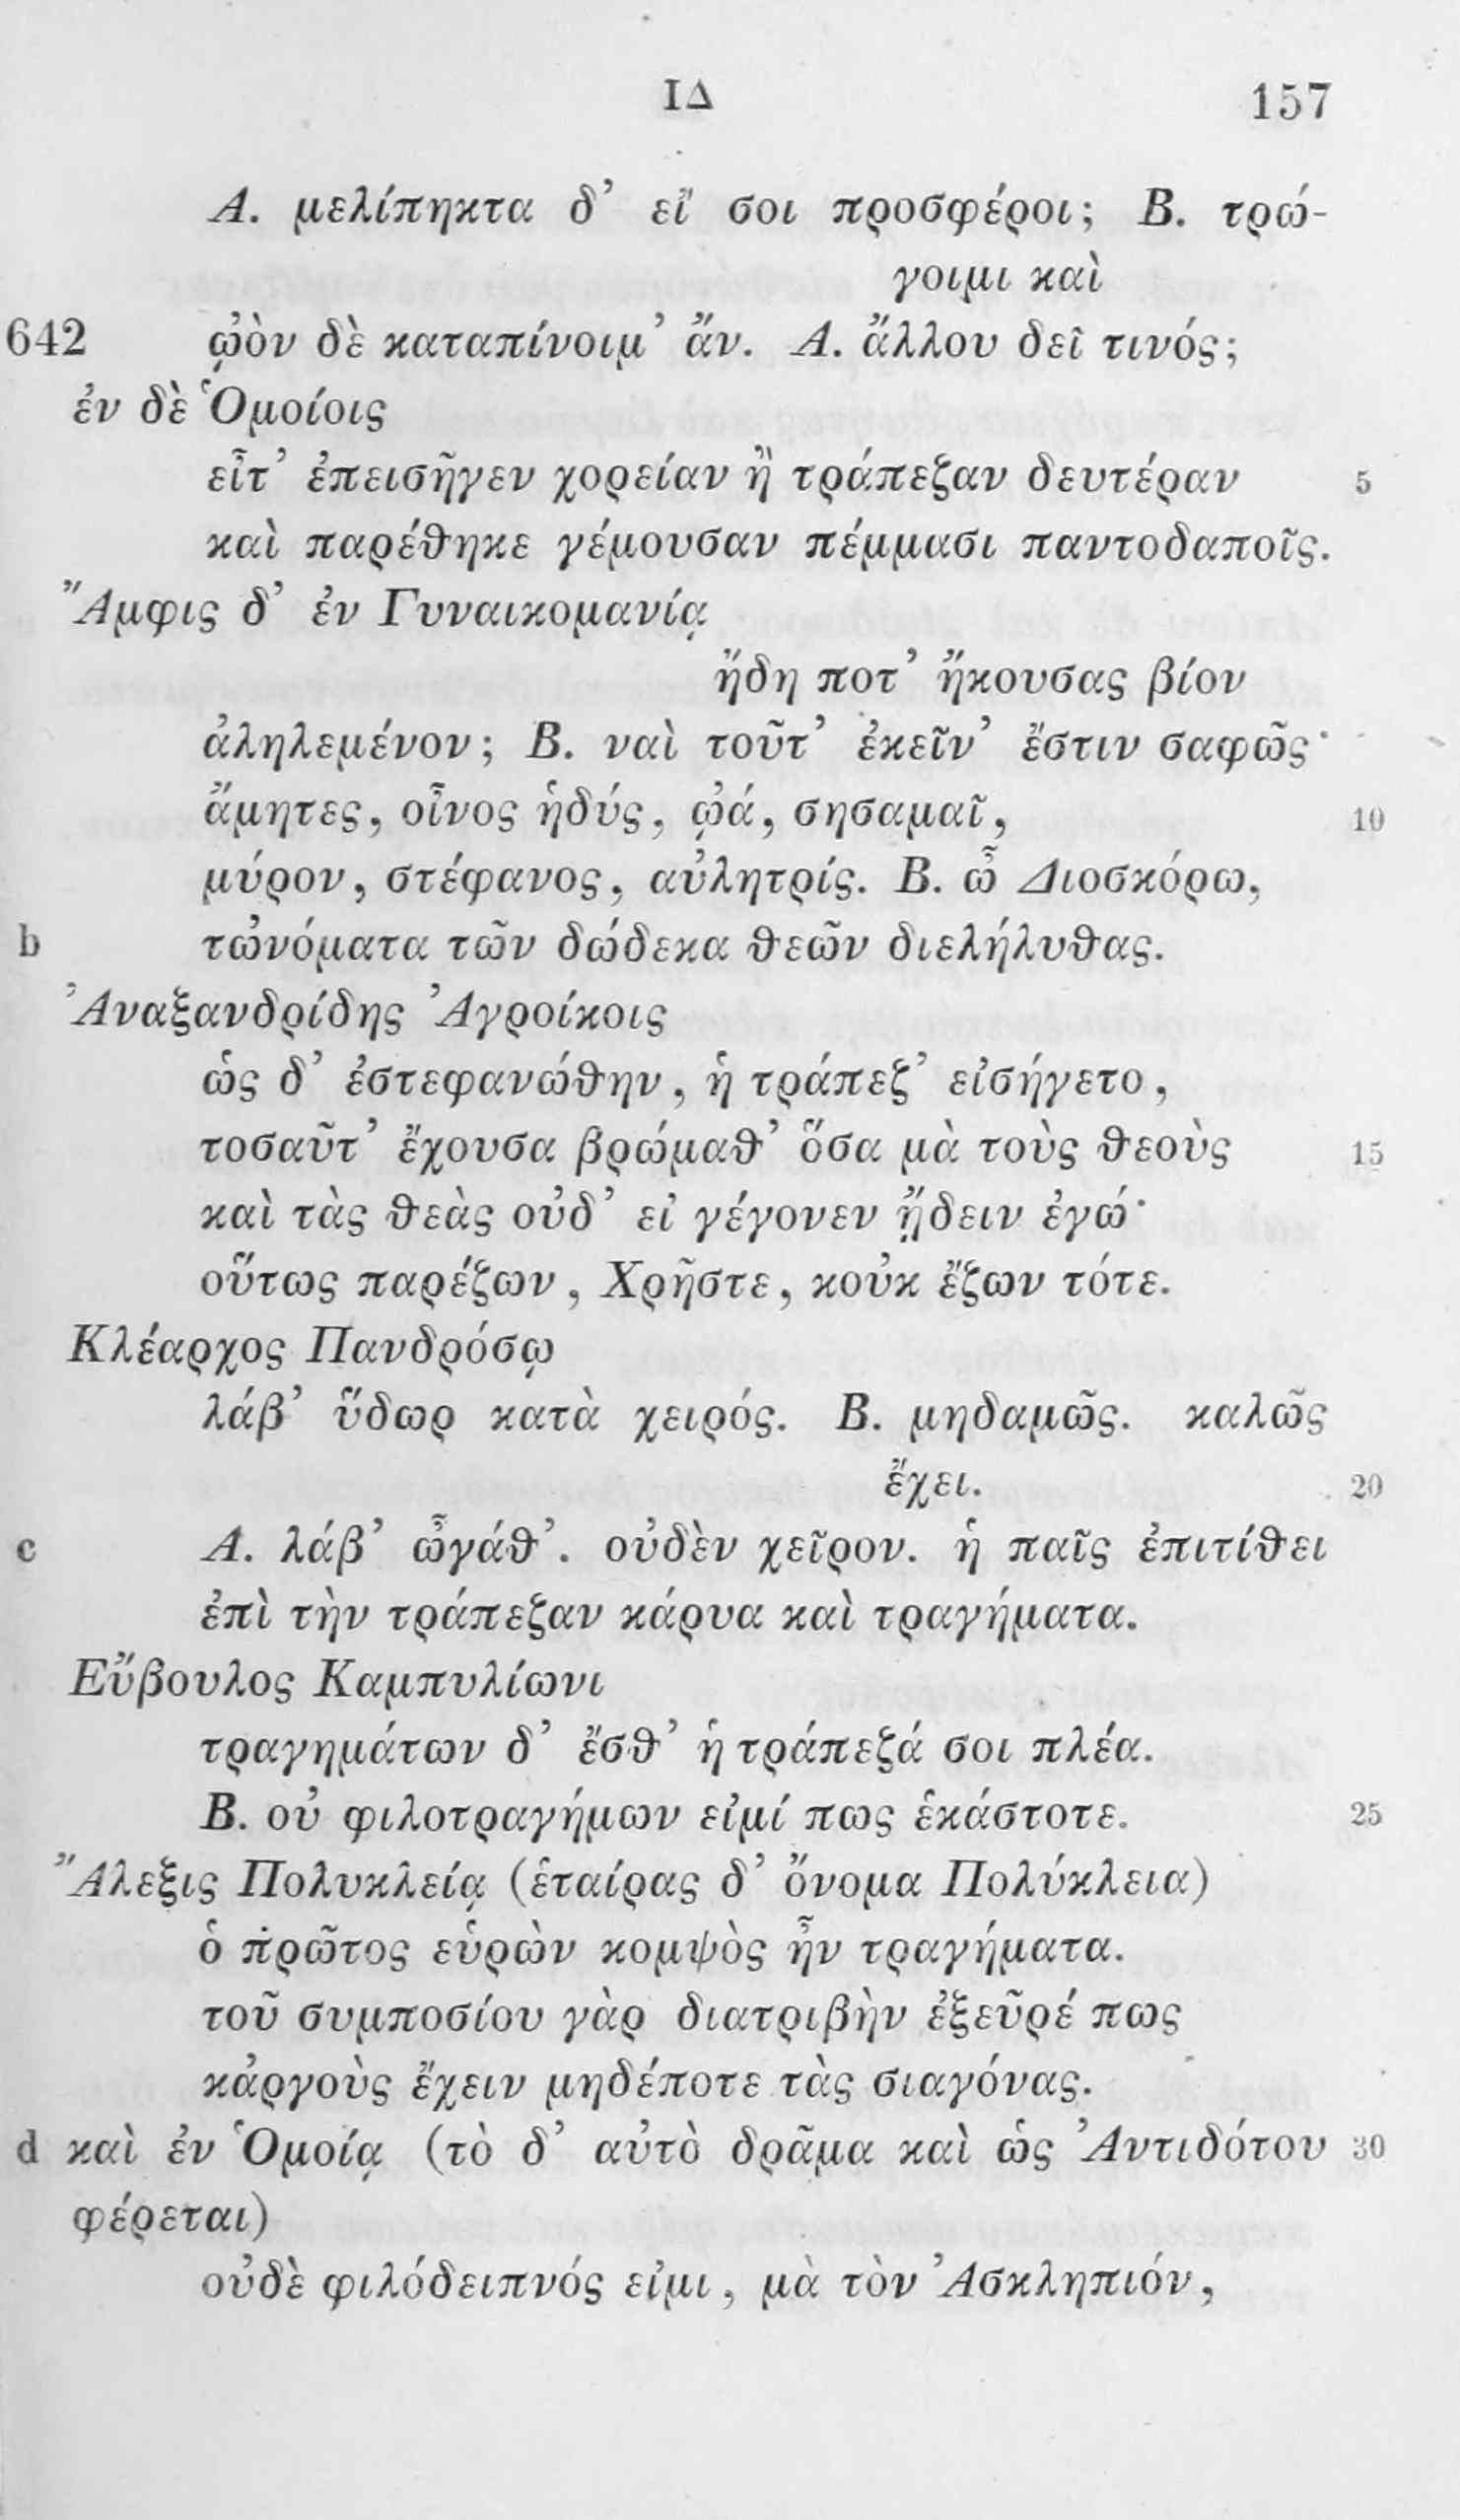 ΙΔ 157
Α. μελίπηκτα δ’ εἴ σοι προσφέροι; Β. τρώ-
γοιμι καὶ
642 ᾠὸν δὲ καταπίνοιμ’ ἄν. Α. ἄλλου δεῖ τινός;
ἐν δὲ Ὁμοίοις
εἶτ’ ἐπεισῆγεν χορείαν ἢ τράπεζαν δευτέραν 5
καὶ παρέθηκε γέμουσαν πέμμασι παντοδαποῖς.
Ἄμφις δ’ ἐν Γυναικομανίᾳ
ἤδη ποτ’ ἤκουσας βίον
ἀληλεμένον; Β. ναὶ τοῦτ’ ἐκεῖν’ ἔστιν σαφῶς·
ἄμητες, οἶνος ἡδύς, ᾠά, σησαμαῖ, 10
μύρον, στέφανος, αὐλητρίς. Β. ὦ Διοσκόρω,
b τὠνόματα τῶν δώδεκα θεῶν διελήλυθας.
Ἀναξανδρίδης Ἀγροίκοις
ὡς δ’ ἐστεφανώθην, ἡ τράπεζ’ εἰσήγετο,
τοσαῦτ’ ἔχουσα βρώμαθ’ ὅσα μὰ τοὺς θεοὺς 15
καὶ τὰς θεὰς οὐδ’ εἰ γέγονεν ᾔδειν ἐγώ·
οὕτως παρέζων, Χρῆστε, κοὐκ ἔζων τότε.
Κλέαρχος Πανδρόσῳ
λάβ’ ὕδωρ κατὰ χειρός. Β. μηδαμῶς. καλῶς
ἔχει. 20
c Α. λάβ’ ὦγάθ’. οὐδὲν χεῖρον. ἡ παῖς ἐπιτίθει
ἐπὶ τὴν τράπεζαν κάρυα καὶ τραγήματα.
Εὔβουλος Καμπυλίωνι
τραγημάτων δ’ ἔσθ’ ἡ τράπεζά σοι πλέα.
Β. οὐ φιλοτραγήμων εἰμί πως ἑκάστοτε. 25
Ἄλεξις Πολυκλείᾳ (ἑταίρας δ’ ὄνομα Πολύκλεια)
ὁ πρῶτος εὑρὼν κομψὸς ἦν τραγήματα.
τοῦ συμποσίου γὰρ διατριβὴν ἐξεῦρέ πως
κἀργοὺς ἔχειν μηδέποτε τὰς σιαγόνας.
d καὶ ἐν Ὁμοίᾳ (τὸ δ’ αὐτὸ δρᾶμα καὶ ὡς Ἀντιδότου 30
φέρεται)
οὐδὲ φιλόδειπνός εἰμι, μὰ τὸν Ἀσκληπιόν,